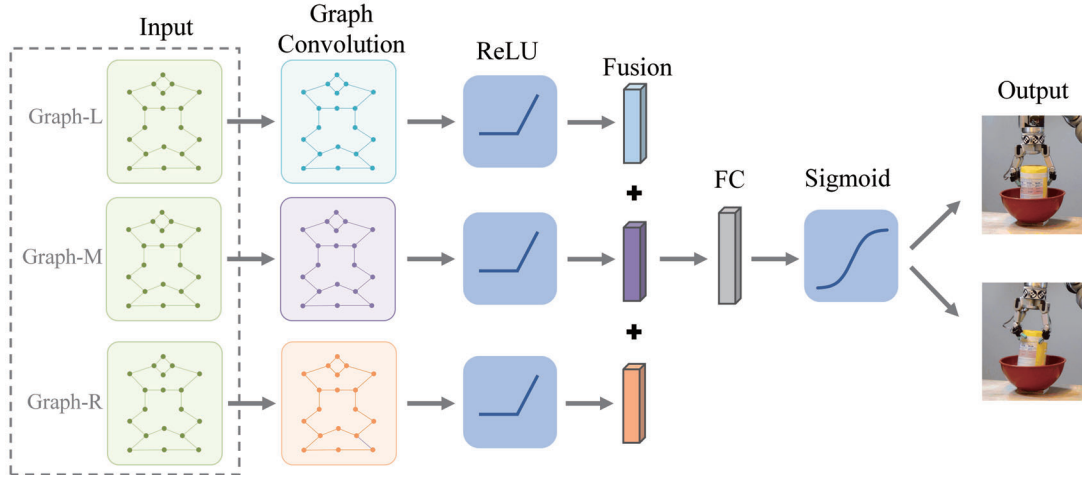 Input
Graph
Convolution
ReLU
Fusion
Output
Graph-L
FC
Sigmoid
Graph-M
Graph-R